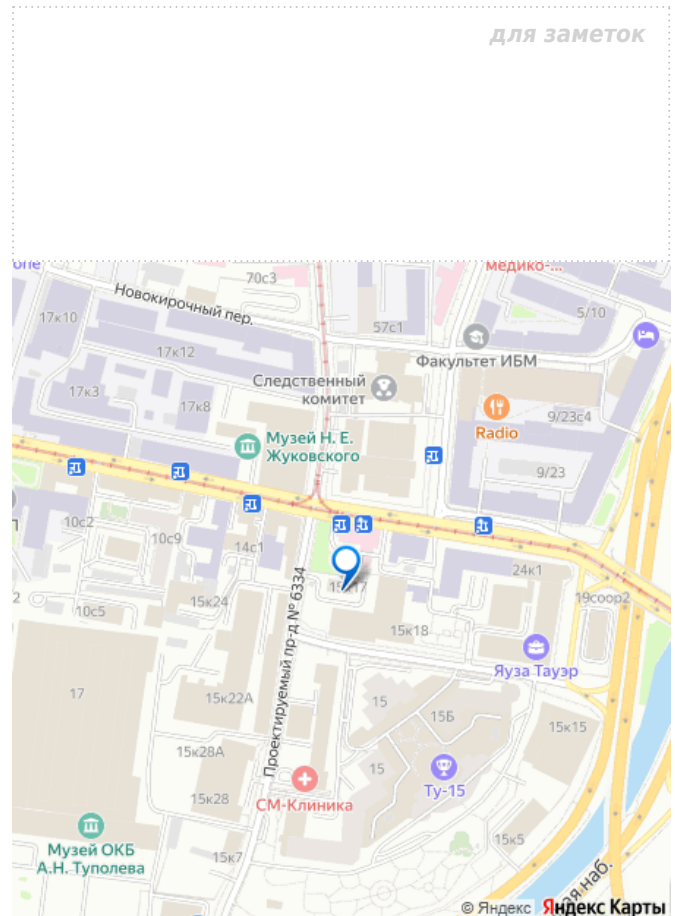 для заметок
медико-...
70с3
Новокирочный пер.
5/10
17к10
57с1
17к12
Факультет ИБМ
Следственный
комитет
17к3
17к8
9/23с4
Radio
Музей Н. Е.
Жуковского
9/23
10с2
10с9
14с1
24к1
15к17
15к24
19соор2
10с5
15к18
Проектируемый пр-д № 6334
Яуза Тауэр
17
15к22А
15
15Б
15к15
15к28А
15
Ту-15
15к28
СМ-Клиника
15к5
Музей ОКБ
А.Н. Туполева
15к7
ая наб.
© Яндекс Яндекс Карты